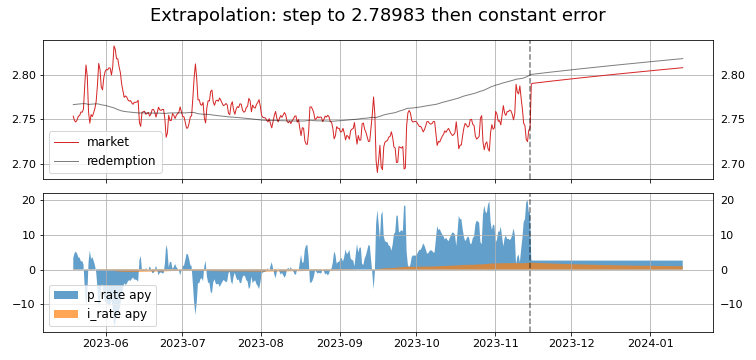 Extrapolation: step to 2.78983 then constant error
2.80 2.80
2.75 2.75
2.70 2.70
market
redemption
20 20
10 10
0 0
−10 −10
p_rate apy
i_rate apy
2023-06 2023-07 2023-08 2023-09 2023-10 2023-11 2023-12 2024-01